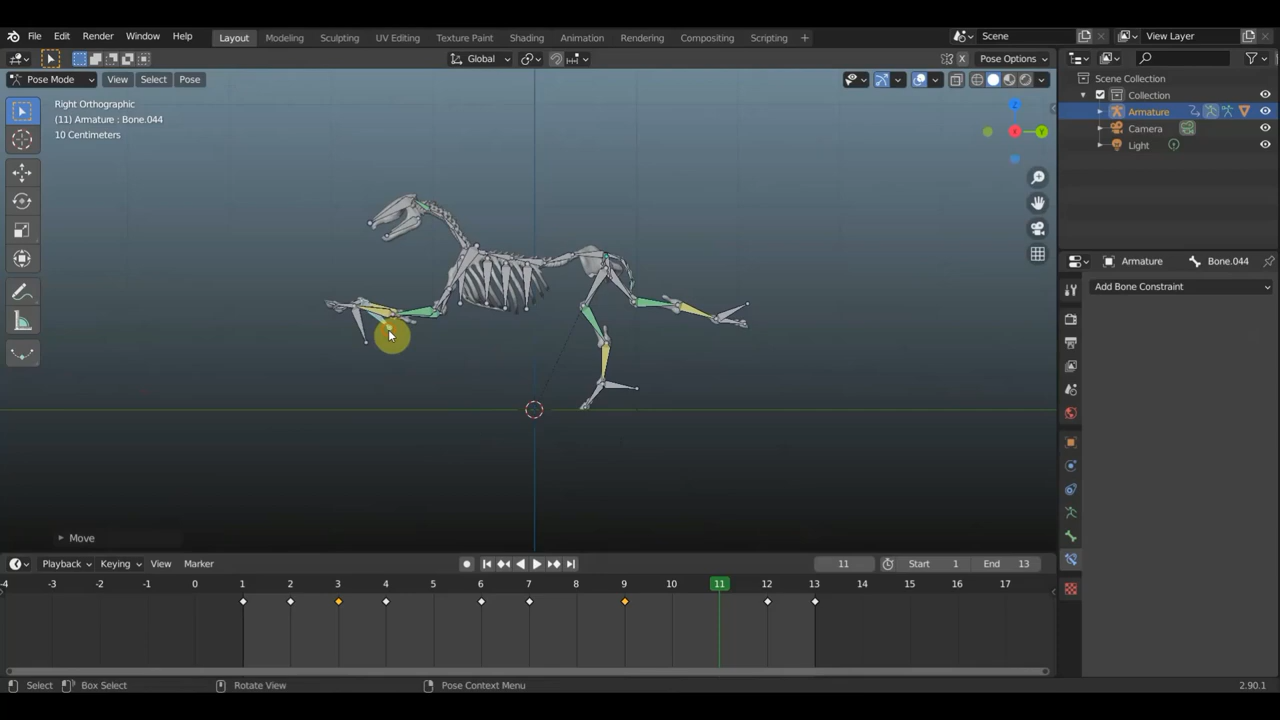 File Edit Render Window Help Layout Modeling Sculpting UV Editing Texture Paint Shading Animation Rendering Compositing Scripting + Scene View Layer
Global X Pose Options
Pose Mode View Select Pose
Scene Collection
Collection
Armature
Camera
Light
Right Orthographic
(11) Armature : Bone.044
10 Centimeters
Y
Armature > Bone.044
Add Bone Constraint
Move
Playback Keying View Marker 11 Start 1 End 13
-4 -2 -1 0 1 2 3 4 5 6 7 8 9 10 11 12 13 14 15 16 17
Select Box Select Rotate View Pose Context Menu 2.90.1